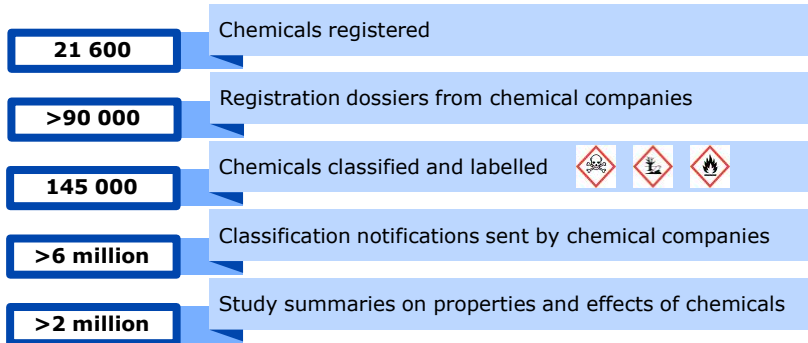 21 600
Chemicals registered
>90 000
Registration dossiers from chemical companies
145 000
Chemicals classified and labelled
>6 million
Classification notifications sent by chemical companies
>2 million
Study summaries on properties and effects of chemicals